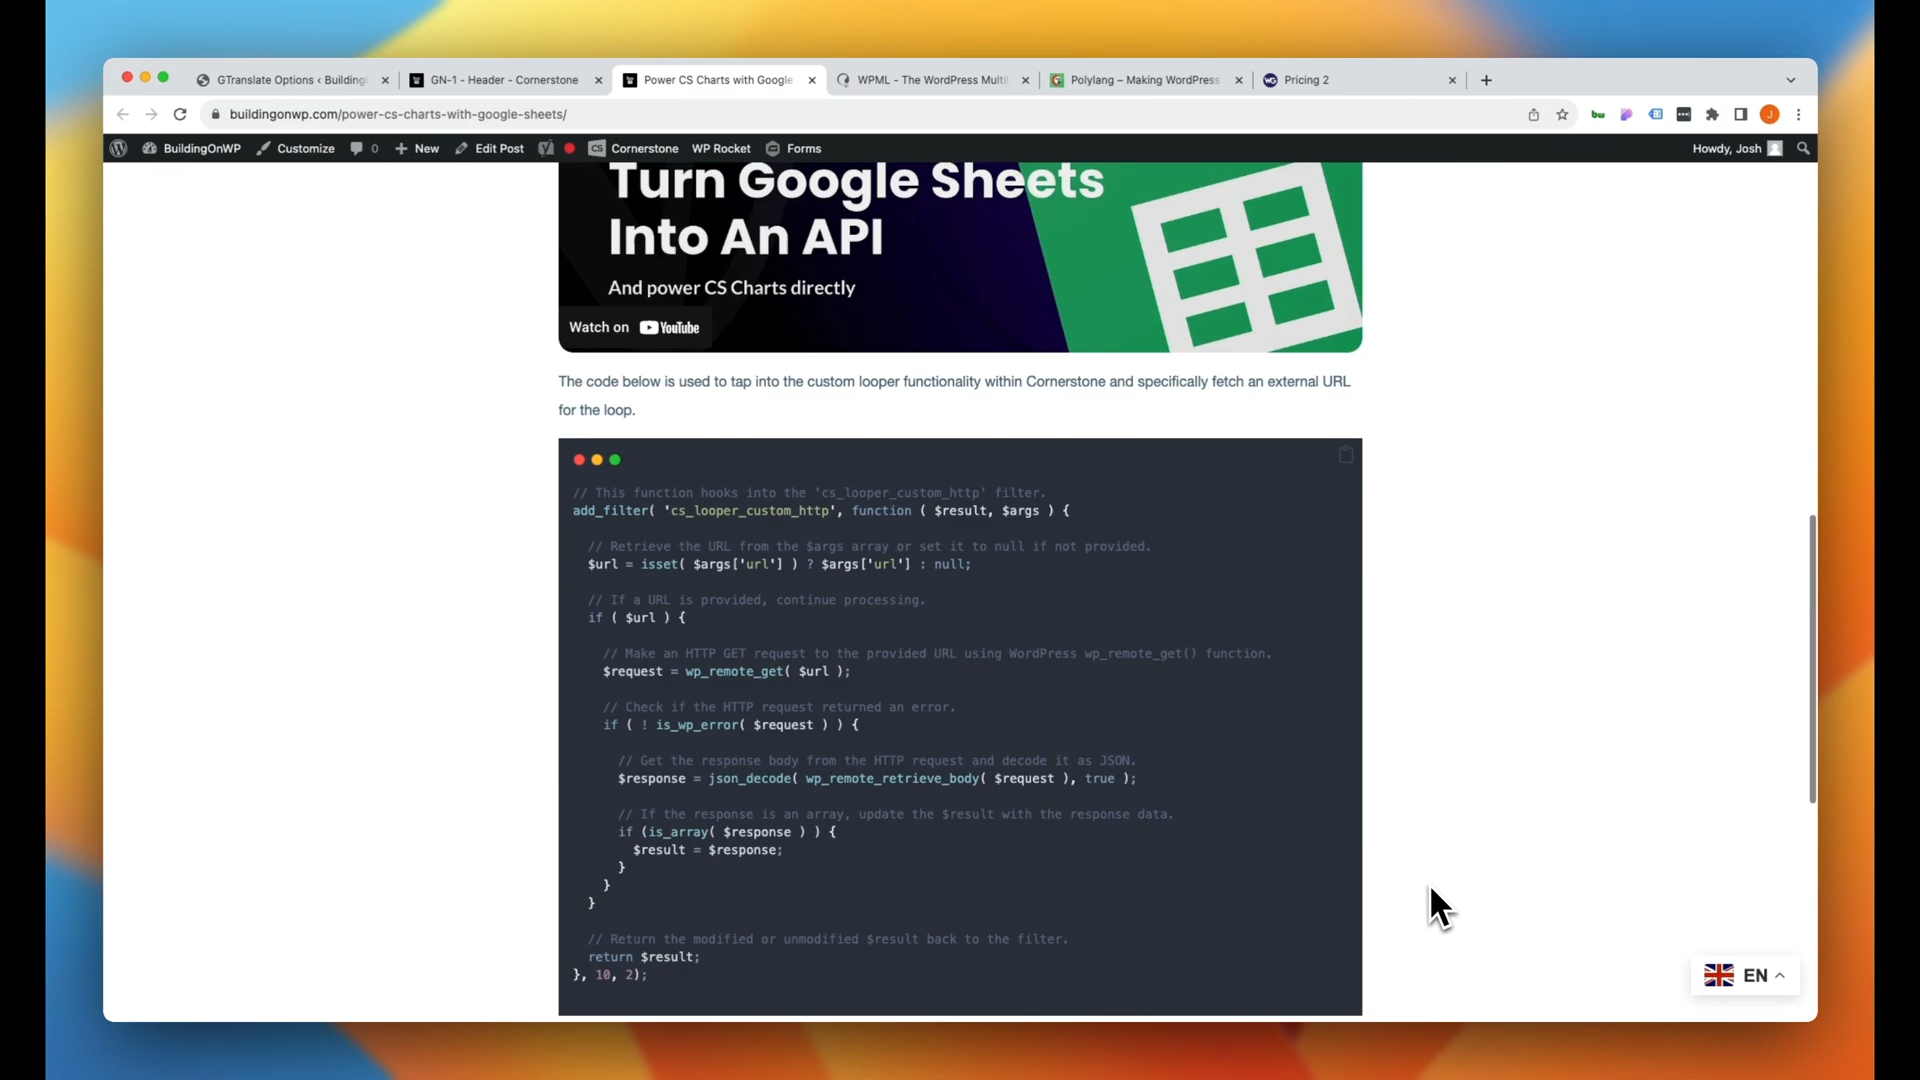 GTranslate Options ‹ Building
GN-1 - Header - Cornerstone
Power CS Charts with Google
WPML - The WordPress Multil
Polylang – Making WordPress
WG
Pricing 2
buildingonwp.com/power-cs-charts-with-google-sheets/
J
BuildingOnWP
Customize
0
New
Edit Post
CS
Cornerstone
WP Rocket
Forms
Howdy, Josh
Turn Google Sheets
Into An API
And power CS Charts directly
Watch on YouTube
The code below is used to tap into the custom looper functionality within Cornerstone and specifically fetch an external URL
for the loop.
// This function hooks into the 'cs_looper_custom_http' filter.
add_filter( 'cs_looper_custom_http', function ( $result, $args ) {
// Retrieve the URL from the $args array or set it to null if not provided.
$url = isset( $args['url'] ) ? $args['url'] : null;
// If a URL is provided, continue processing.
if ( $url ) {
// Make an HTTP GET request to the provided URL using WordPress wp_remote_get() function.
$request = wp_remote_get( $url );
// Check if the HTTP request returned an error.
if ( ! is_wp_error( $request ) ) {
// Get the response body from the HTTP request and decode it as JSON.
$response = json_decode( wp_remote_retrieve_body( $request ), true );
// If the response is an array, update the $result with the response data.
if (is_array( $response ) ) {
$result = $response;
}
}
}
// Return the modified or unmodified $result back to the filter.
return $result;
}, 10, 2);
EN